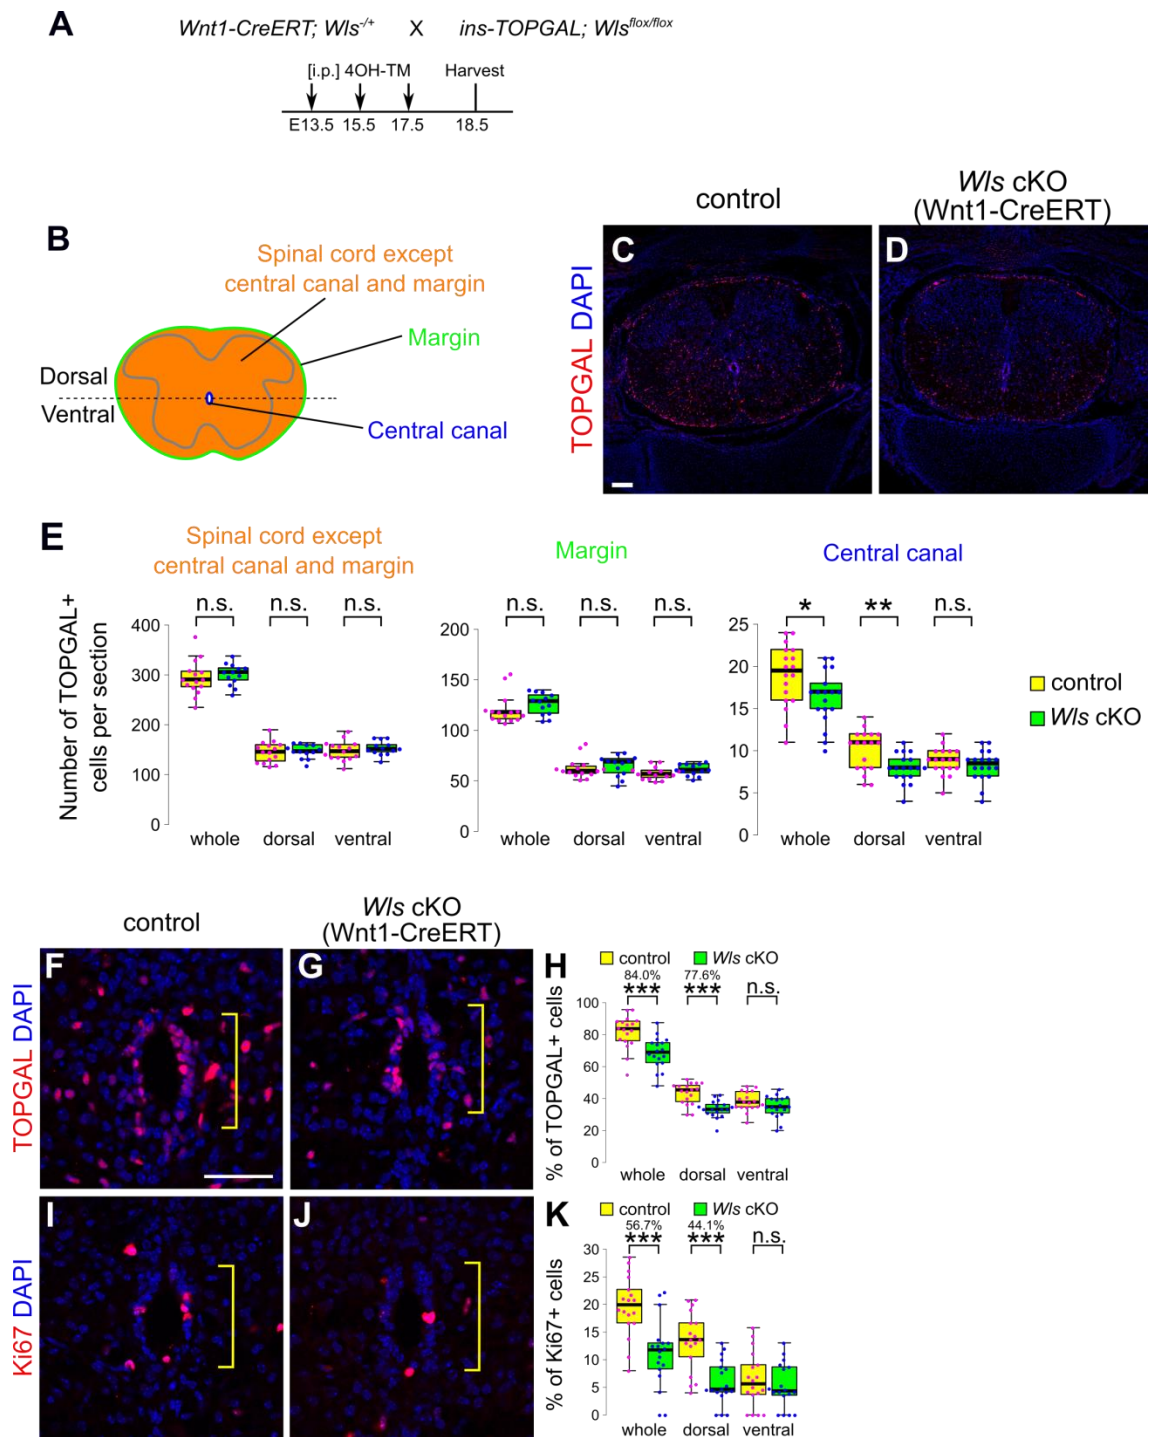 A
Wnt1-CreERT; Wls-/+ X ins-TOPGAL; Wlsflox/flox
[i.p.] 4OH-TM Harvest
E13.5 15.5 17.5 18.5
B
Spinal cord except
central canal and margin
Margin
Dorsal
Ventral
Central canal
control
Wls cKO
(Wnt1-CreERT)
C
D
TOPGAL DAPI
E
Spinal cord except
central canal and margin
Margin
Central canal
Number of TOPGAL+
cells per section
n.s. n.s. n.s.
400
300
200
100
0
whole dorsal ventral
n.s. n.s. n.s.
200
150
100
50
0
whole dorsal ventral
* ** n.s.
25
20
15
10
5
0
whole dorsal ventral
control
Wls cKO
control
Wls cKO
(Wnt1-CreERT)
F
G
TOPGAL DAPI
H
control Wls cKO
84.0% 77.6%
*** *** n.s.
% of TOPGAL+ cells
100
80
60
40
20
0
whole dorsal ventral
I
J
Ki67 DAPI
K
control Wls cKO
56.7% 44.1%
*** *** n.s.
% of Ki67+ cells
30
25
20
15
10
5
0
whole dorsal ventral